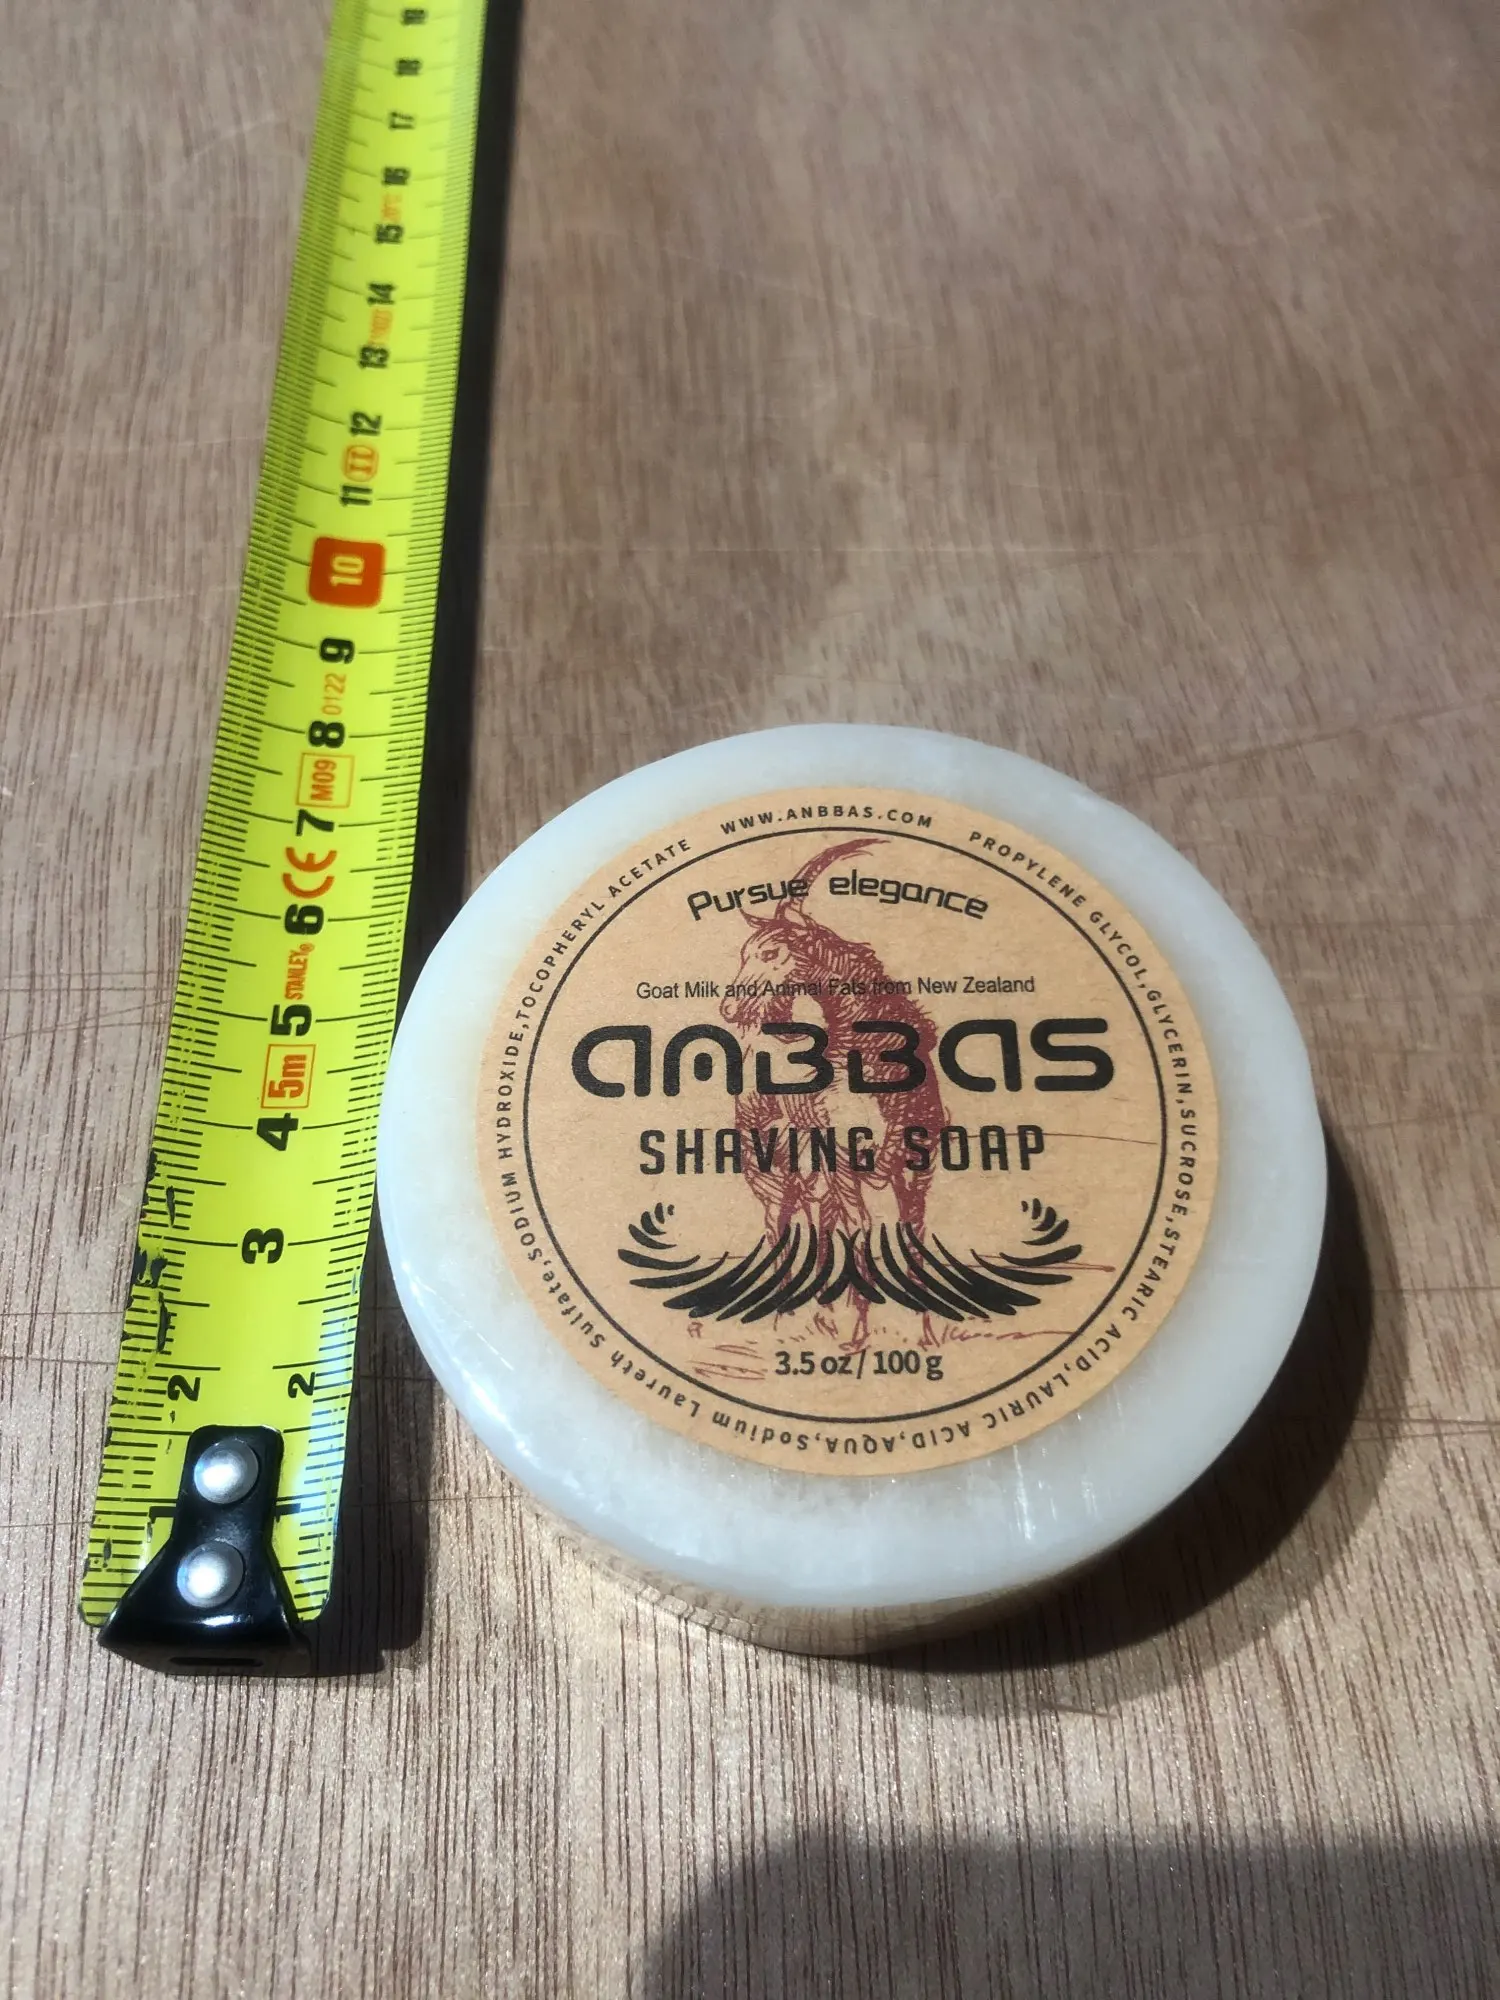 19
18
17
16
15
14
13
12
II
11
10
9
0122
8
M09
7
CE
6
STANLEY®
5
5m
4
3
2 2
1 1
WWW.ANBBAS.COM
PROPYLENE GLYCOL,GLYCERIN,SUCROSE,STEARIC ACID,LAURIC ACID,AQUA,Sodium Laureth Sulfate,SODIUM HYDROXIDE,TOCOPHERYL ACETATE
Pursue elegance
Goat Milk and Animal Fats from New Zealand
ANBBAS
SHAVING SOAP
3.5 oz / 100 g